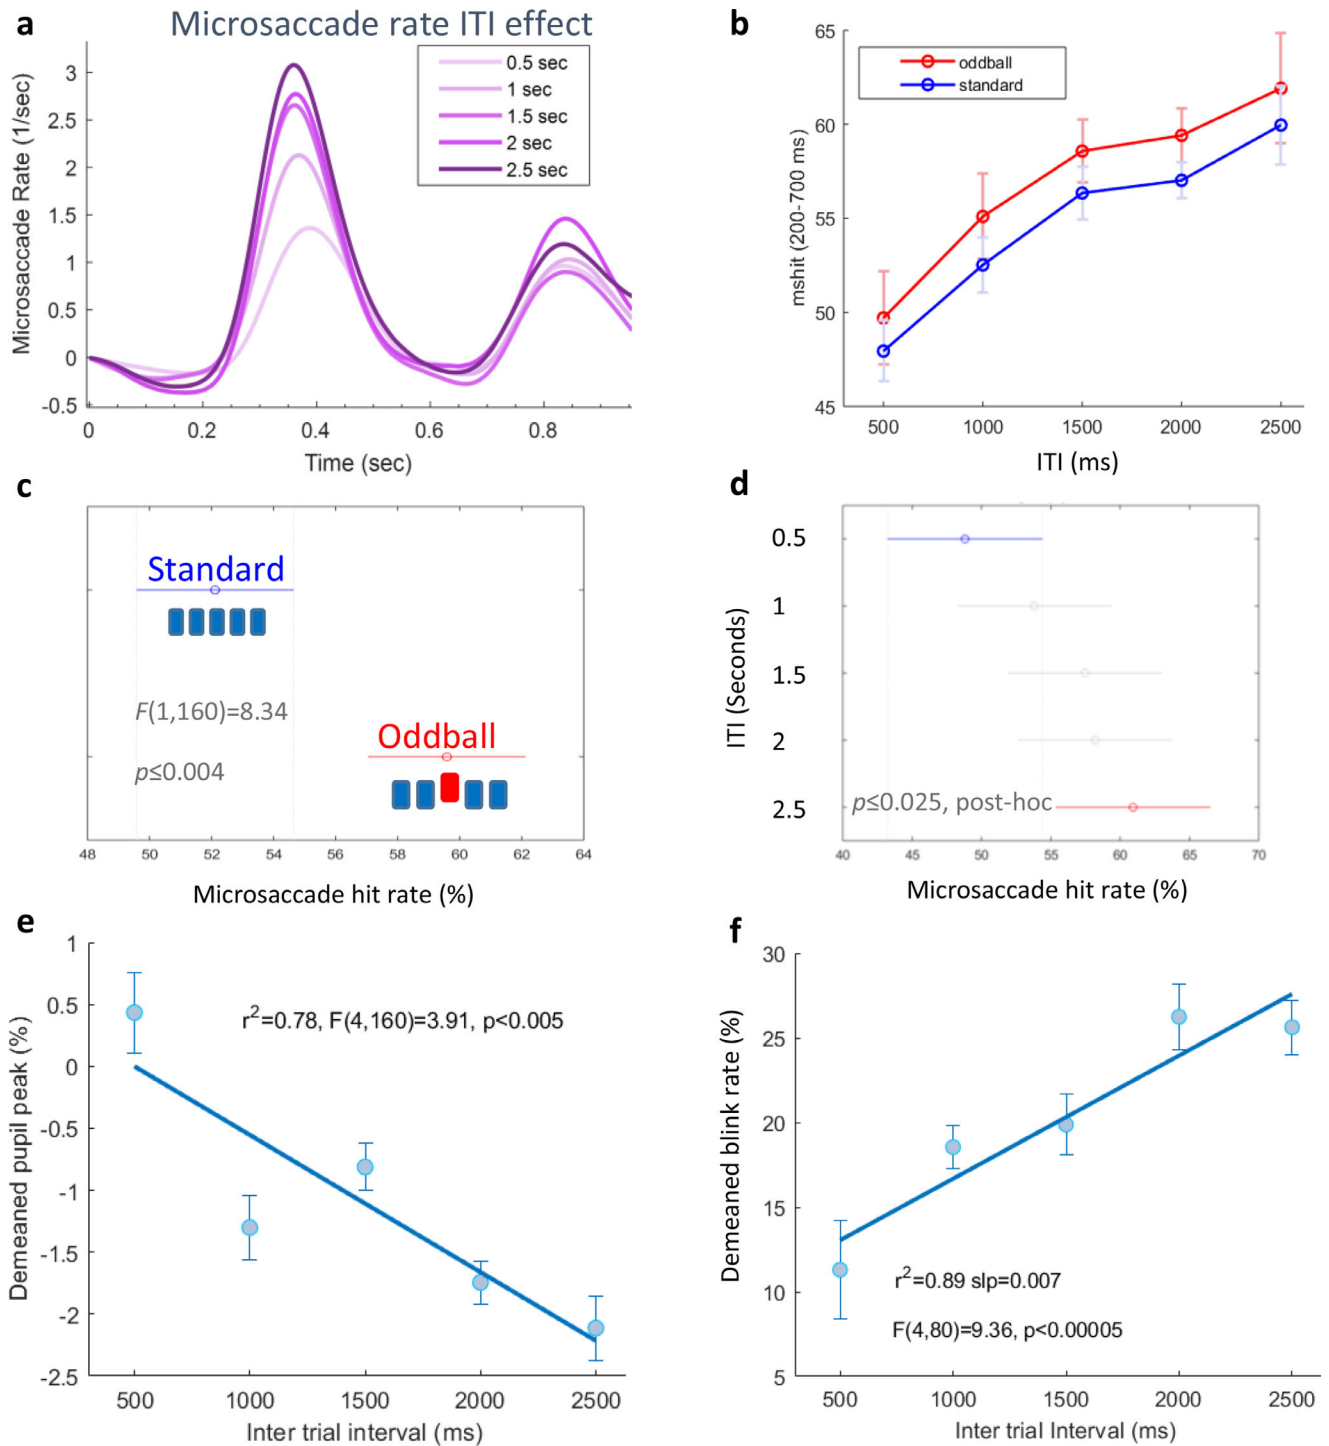 a
Microsaccade rate ITI effect
Microsaccade Rate (1/sec)
3
2.5
2
1.5
1
0.5
0
-0.5
0.5 sec
1 sec
1.5 sec
2 sec
2.5 sec
0 0.2 0.4 0.6 0.8
Time (sec)
b
mshit (200-700 ms)
65
60
55
50
45
oddball
standard
500 1000 1500 2000 2500
ITI (ms)
c
Standard
F(1,160)=8.34
p≤0.004
Oddball
48 50 52 54 56 58 60 62 64
Microsaccade hit rate (%)
d
ITI (Seconds)
0.5
1
1.5
2
2.5
p≤0.025, post-hoc
40 45 50 55 60 65 70
Microsaccade hit rate (%)
e
Demeaned pupil peak (%)
1
0.5
0
-0.5
-1
-1.5
-2
-2.5
r²=0.78, F(4,160)=3.91, p<0.005
500 1000 1500 2000 2500
Inter trial interval (ms)
f
Demeaned blink rate (%)
30
25
20
15
10
5
r²=0.89 slp=0.007
F(4,80)=9.36, p<0.00005
500 1000 1500 2000 2500
Inter trial Interval (ms)